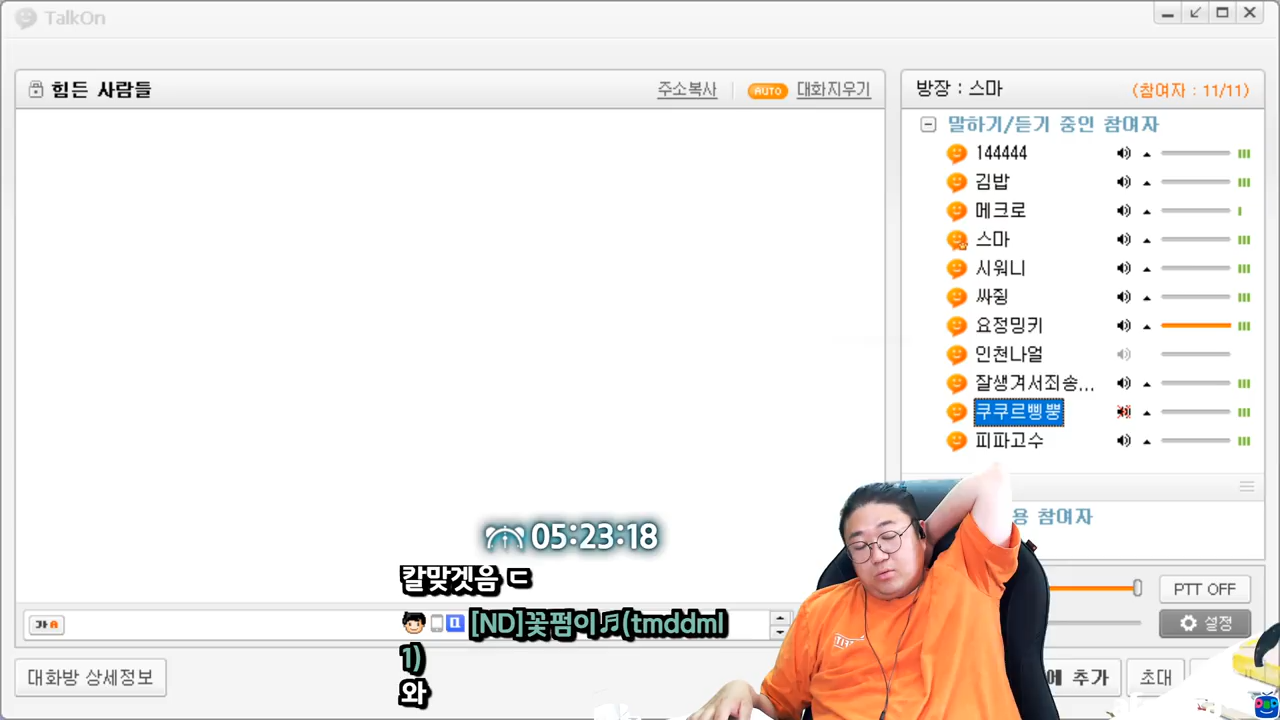 TalkOn
힘든 사람들
주소복사
AUTO
대화지우기
방장 : 스마
(참여자 : 11/11)
말하기/듣기 중인 참여자
144444
김밥
메크로
스마
시워니
싸쥉
요정밍키
인천나얼
잘생겨서죄송...
쿠쿠르삥뽕
피파고수
용 참여자
05:23:18
칼맞겟음 ㄷ
[ND]꽃펌이♬(tmddml
1)
와
가
PTT OFF
설정
대화방 상세정보
에 추가
초대